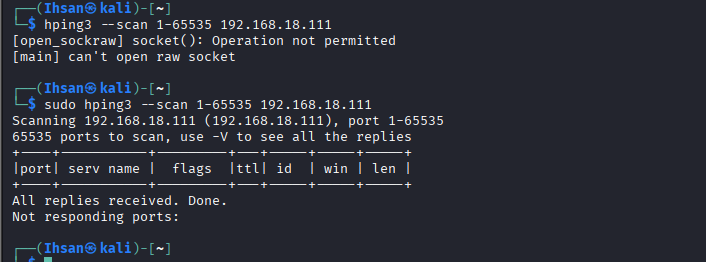 ┌──(Ihsan㉿kali)-[~]
└─$ hping3 --scan 1-65535 192.168.18.111
[open_sockraw] socket(): Operation not permitted
[main] can't open raw socket
┌──(Ihsan㉿kali)-[~]
└─$ sudo hping3 --scan 1-65535 192.168.18.111
Scanning 192.168.18.111 (192.168.18.111), port 1-65535
65535 ports to scan, use -V to see all the replies
+----+-----------+---------+---+-----+-----+-----+
|port| serv name |  flags  |ttl| id  | win | len |
+----+-----------+---------+---+-----+-----+-----+
All replies received. Done.
Not responding ports:
┌──(Ihsan㉿kali)-[~]
└─$